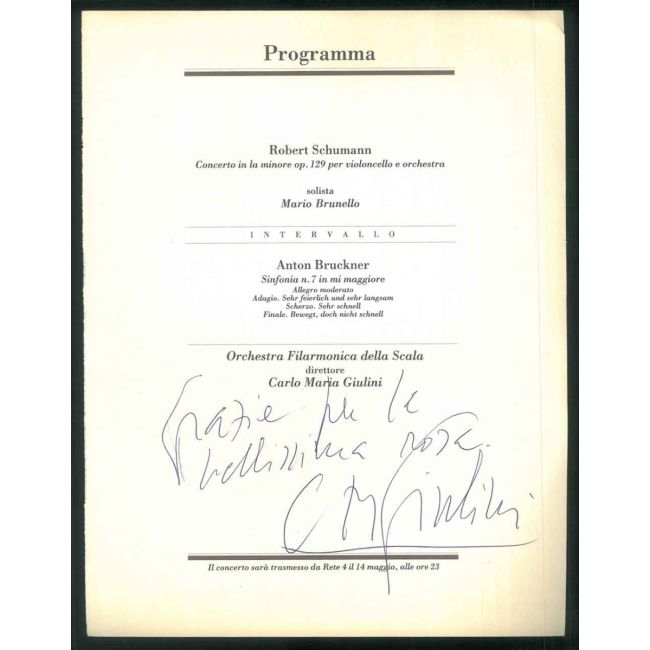 Programma
Robert Schumann
Concerto in la minore op. 129 per violoncello e orchestra
solista
Mario Brunello
INTERVALLO
Anton Bruckner
Sinfonia n. 7 in mi maggiore
Allegro moderato
Adagio. Sehr feierlich und sehr langsam
Scherzo. Sehr schnell
Finale. Bewegt, doch nicht schnell
Orchestra Filarmonica della Scala
direttore
Carlo Maria Giulini
Grazie per la
bellissima rosa.
CMGiulini
Il concerto sarà trasmesso da Rete 4 il 14 maggio, alle ore 23